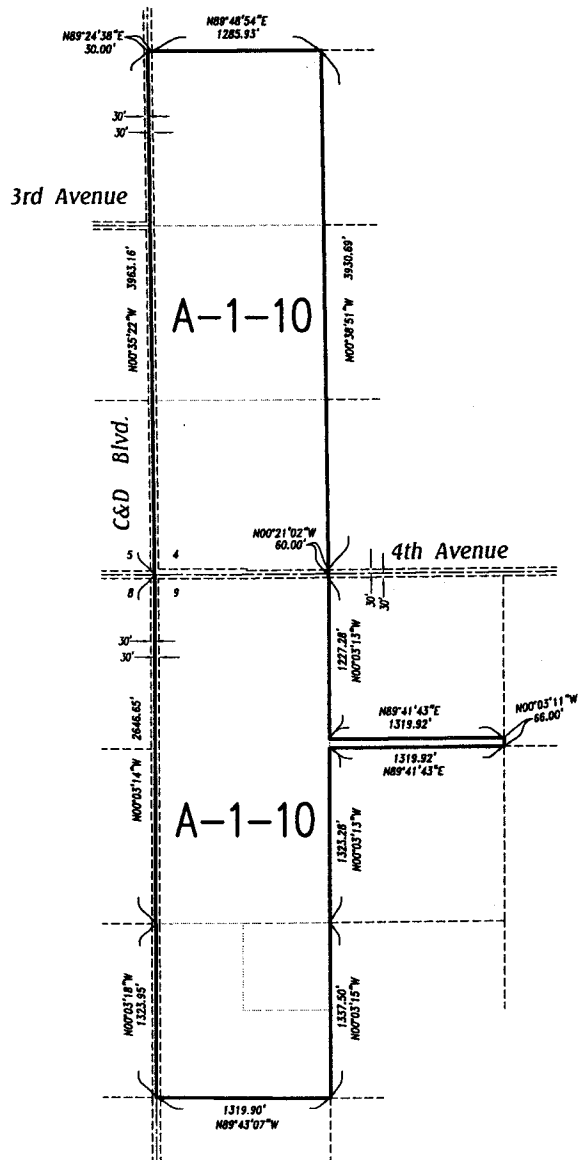 N89°48'54"E
1285.93'
N89°24'38"E
30.00'
30'
30'
3rd Avenue
3963.16'
N00°35'22"W
3930.69'
N00°38'51"W
A-1-10
C&D Blvd.
N00°21'02"W
60.00'
4th Avenue
5 4
8 9
30'
30'
30'
30'
1227.28'
N00°03'13"W
N89°41'43"E
1319.92'
N00°03'11"W
66.00'
1319.92'
N89°41'43"E
2646.65'
N00°03'14"W
A-1-10
1323.28'
N00°03'13"W
N00°03'18"W
1323.95'
1337.50'
N00°03'15"W
1319.90'
N89°43'07"W